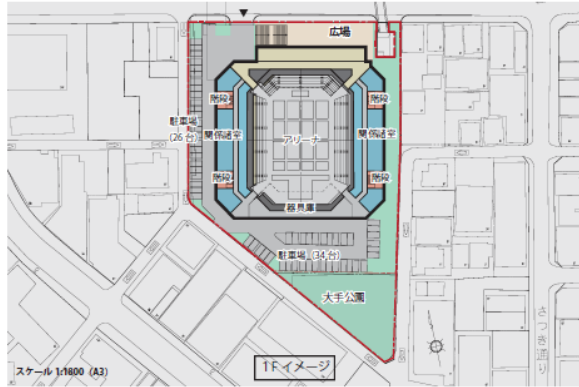 広場
階段
階段
駐車場
(26台)
関係諸室
アリーナ
関係諸室
階段
階段
器具庫
駐車場 (34台)
大手公園
さつき通り
スケール 1:1800 (A3)
1Fイメージ